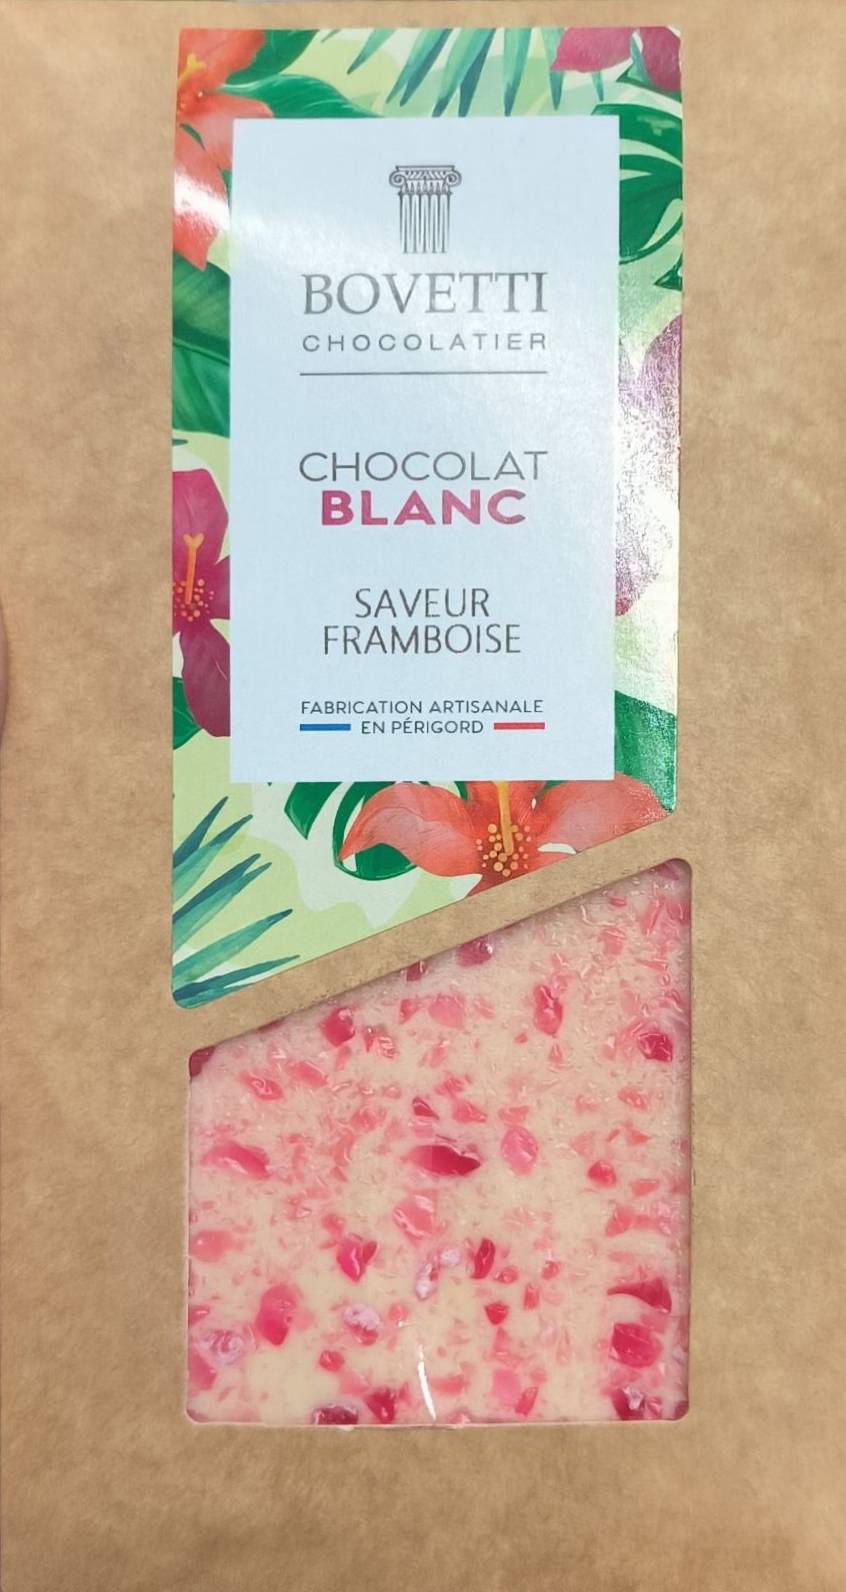 BOVETTI
CHOCOLATIER
CHOCOLAT
BLANC
SAVEUR
FRAMBOISE
FABRICATION ARTISANALE
EN PÉRIGORD